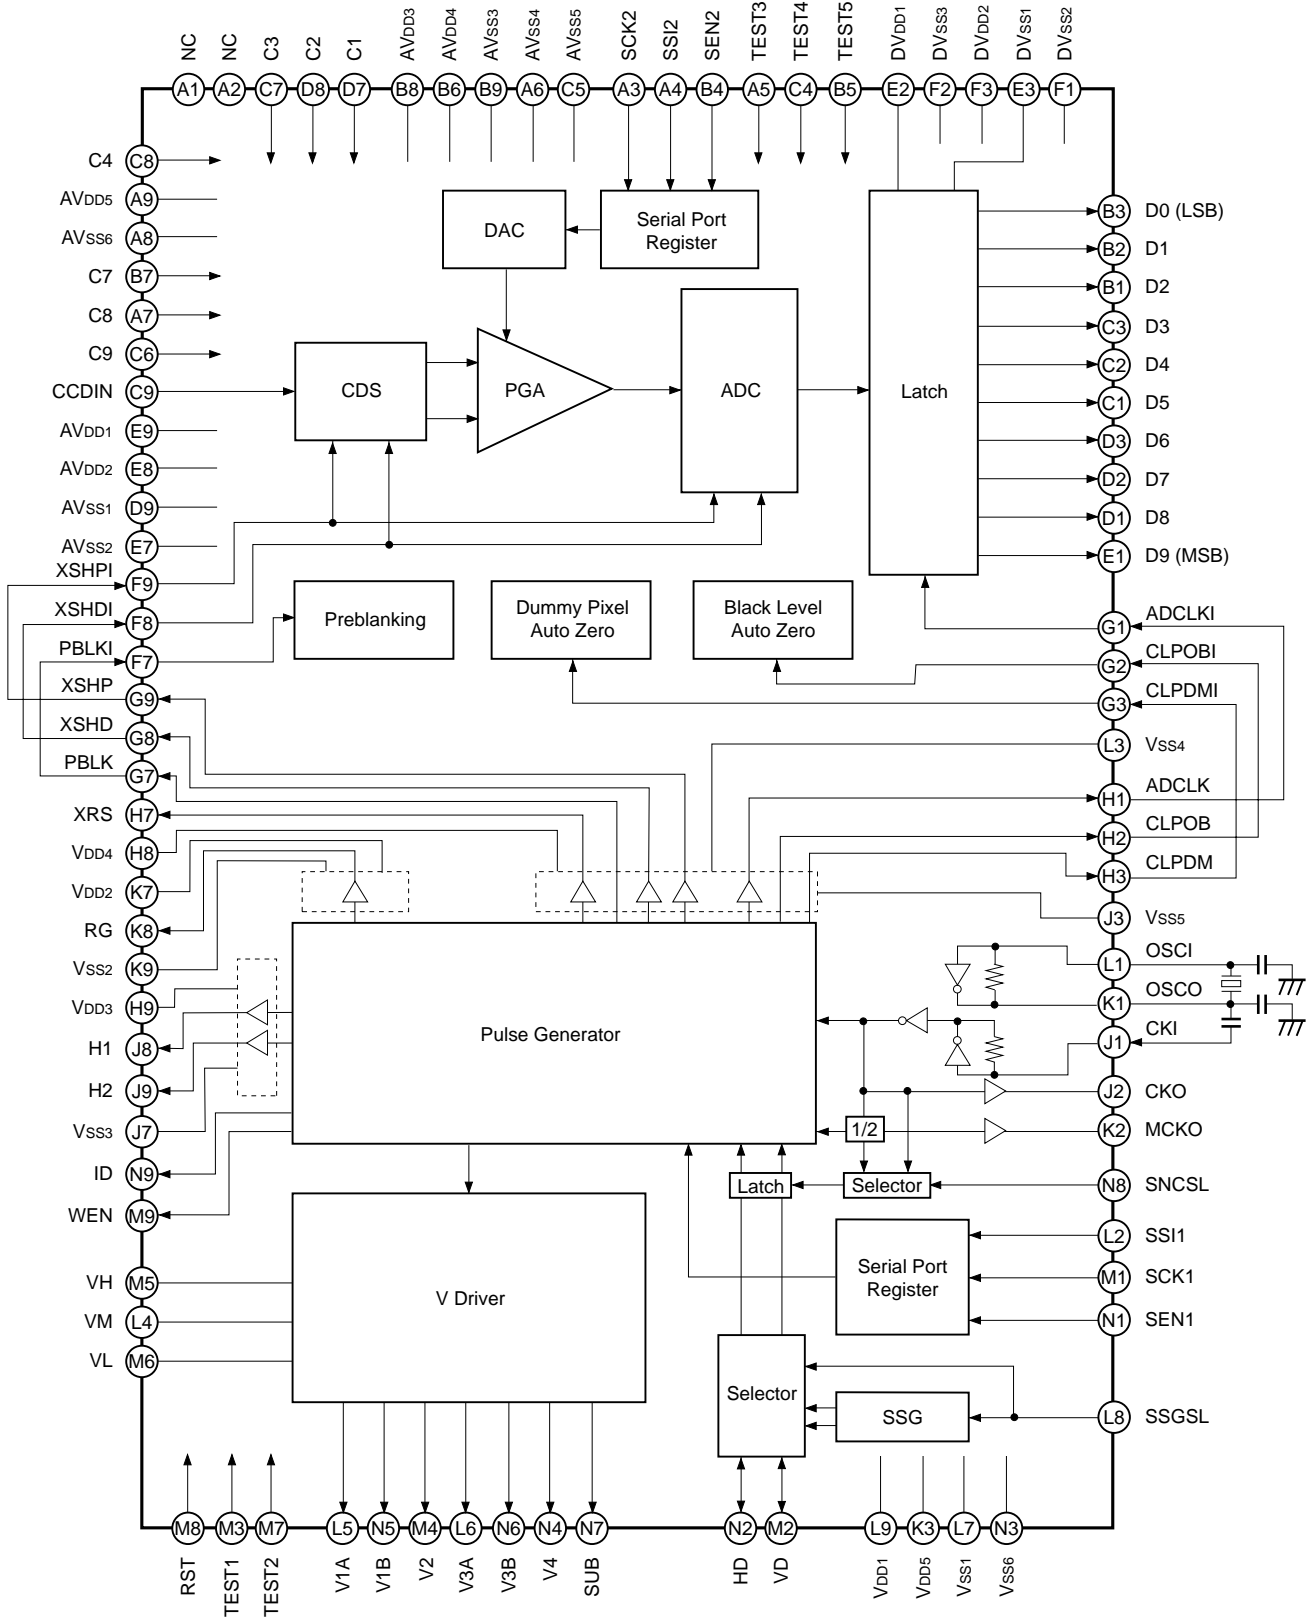 NC
NC
C3
C2
C1
AVDD3
AVDD4
AVSS3
AVSS4
AVSS5
SCK2
SSI2
SEN2
TEST3
TEST4
TEST5
DVDD1
DVSS3
DVDD2
DVSS1
DVSS2
A1
A2
C7
D8
D7
B8
B6
B9
A6
C5
A3
A4
B4
A5
C4
B5
E2
F2
F3
E3
F1
C4 C8
AVDD5 A9
AVSS6 A8
C7 B7
C8 A7
C9 C6
CCDIN C9
AVDD1 E9
AVDD2 E8
AVSS1 D9
AVSS2 E7
XSHPI F9
XSHDI F8
PBLKI F7
XSHP G9
XSHD G8
PBLK G7
XRS H7
VDD4 H8
VDD2 K7
RG K8
VSS2 K9
VDD3 H9
H1 J8
H2 J9
VSS3 J7
ID N9
WEN M9
VH M5
VM L4
VL M6
DAC
Serial Port
Register
CDS
PGA
ADC
Latch
Preblanking
Dummy Pixel
Auto Zero
Black Level
Auto Zero
Pulse Generator
1/2
Latch
Selector
V Driver
Serial Port
Register
Selector
SSG
B3 D0 (LSB)
B2 D1
B1 D2
C3 D3
C2 D4
C1 D5
D3 D6
D2 D7
D1 D8
E1 D9 (MSB)
G1 ADCLKI
G2 CLPOBI
G3 CLPDMI
L3 VSS4
H1 ADCLK
H2 CLPOB
H3 CLPDM
J3 VSS5
L1 OSCI
K1 OSCO
J1 CKI
J2 CKO
K2 MCKO
N8 SNCSL
L2 SSI1
M1 SCK1
N1 SEN1
L8 SSGSL
M8
M3
M7
L5
N5
M4
L6
N6
N4
N7
N2
M2
L9
K3
L7
N3
RST
TEST1
TEST2
V1A
V1B
V2
V3A
V3B
V4
SUB
HD
VD
VDD1
VDD5
VSS1
VSS6